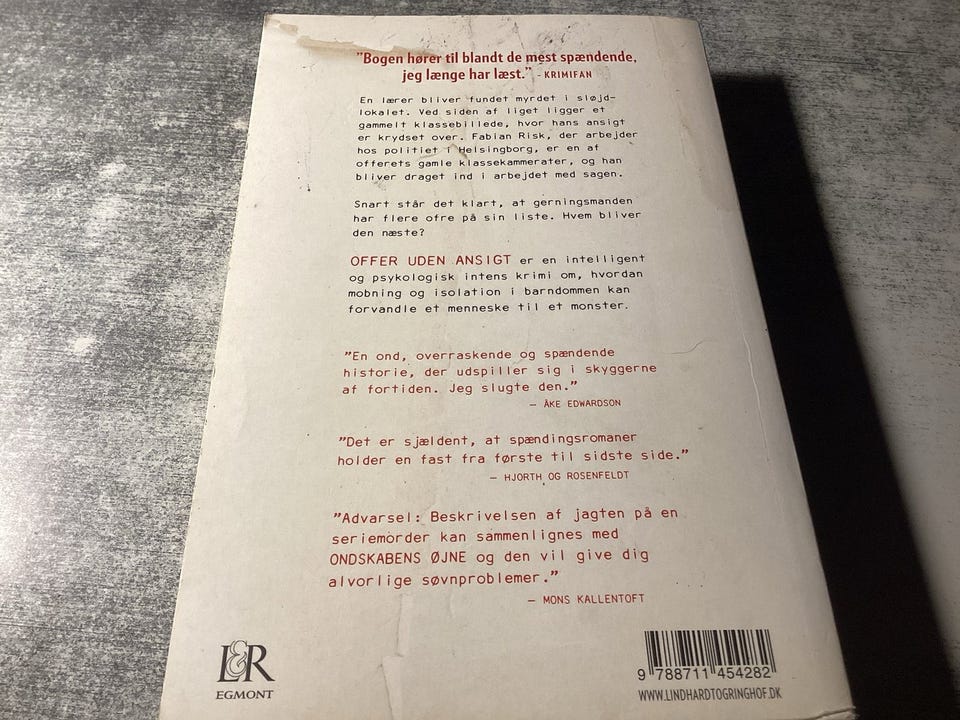 ”Bogen hører til blandt de mest spændende,
jeg længe har læst.” - KRIMIFAN
En lærer bliver fundet myrdet i sløjd-
lokalet. Ved siden af liget ligger et
gammelt klassebillede, hvor hans ansigt
er krydset over. Fabian Risk, der arbejder
hos politiet i Helsingborg, er en af
offerets gamle klassekammerater, og han
bliver draget ind i arbejdet med sagen.
Snart står det klart, at gerningsmanden
har flere ofre på sin liste. Hvem bliver
den næste?
OFFER UDEN ANSIGT er en intelligent
og psykologisk intens krimi om, hvordan
mobning og isolation i barndommen kan
forvandle et menneske til et monster.
”En ond, overraskende og spændende
historie, der udspiller sig i skyggerne
af fortiden. Jeg slugte den.”
– ÅKE EDWARDSON
”Det er sjældent, at spændingsromaner
holder en fast fra første til sidste side.”
– HJORTH OG ROSENFELDT
”Advarsel: Beskrivelsen af jagten på en
seriemorder kan sammenlignes med
ONDSKABENS ØJNE og den vil give dig
alvorlige søvnproblemer.”
– MONS KALLENTOFT
L&R
EGMONT
9 788711 454282
WWW.LINDHARDTOGRINGHOF.DK